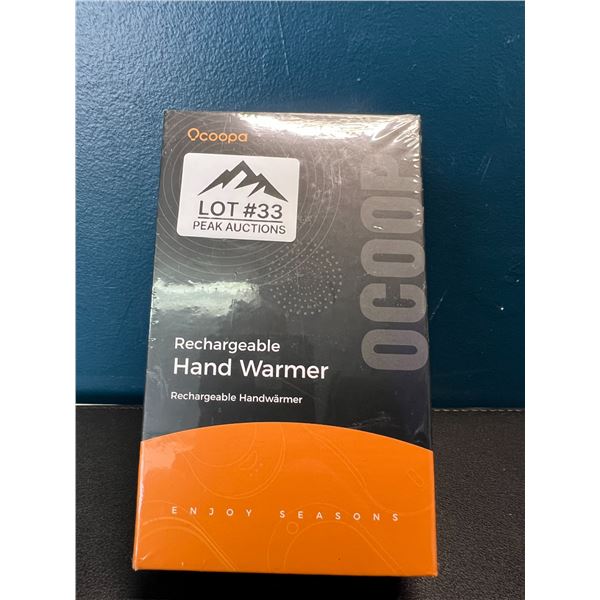 Ocoopa
LOT #33
PEAK AUCTIONS
OCOOP
Rechargeable
Hand Warmer
Rechargeable Handwärmer
ENJOY SEASONS